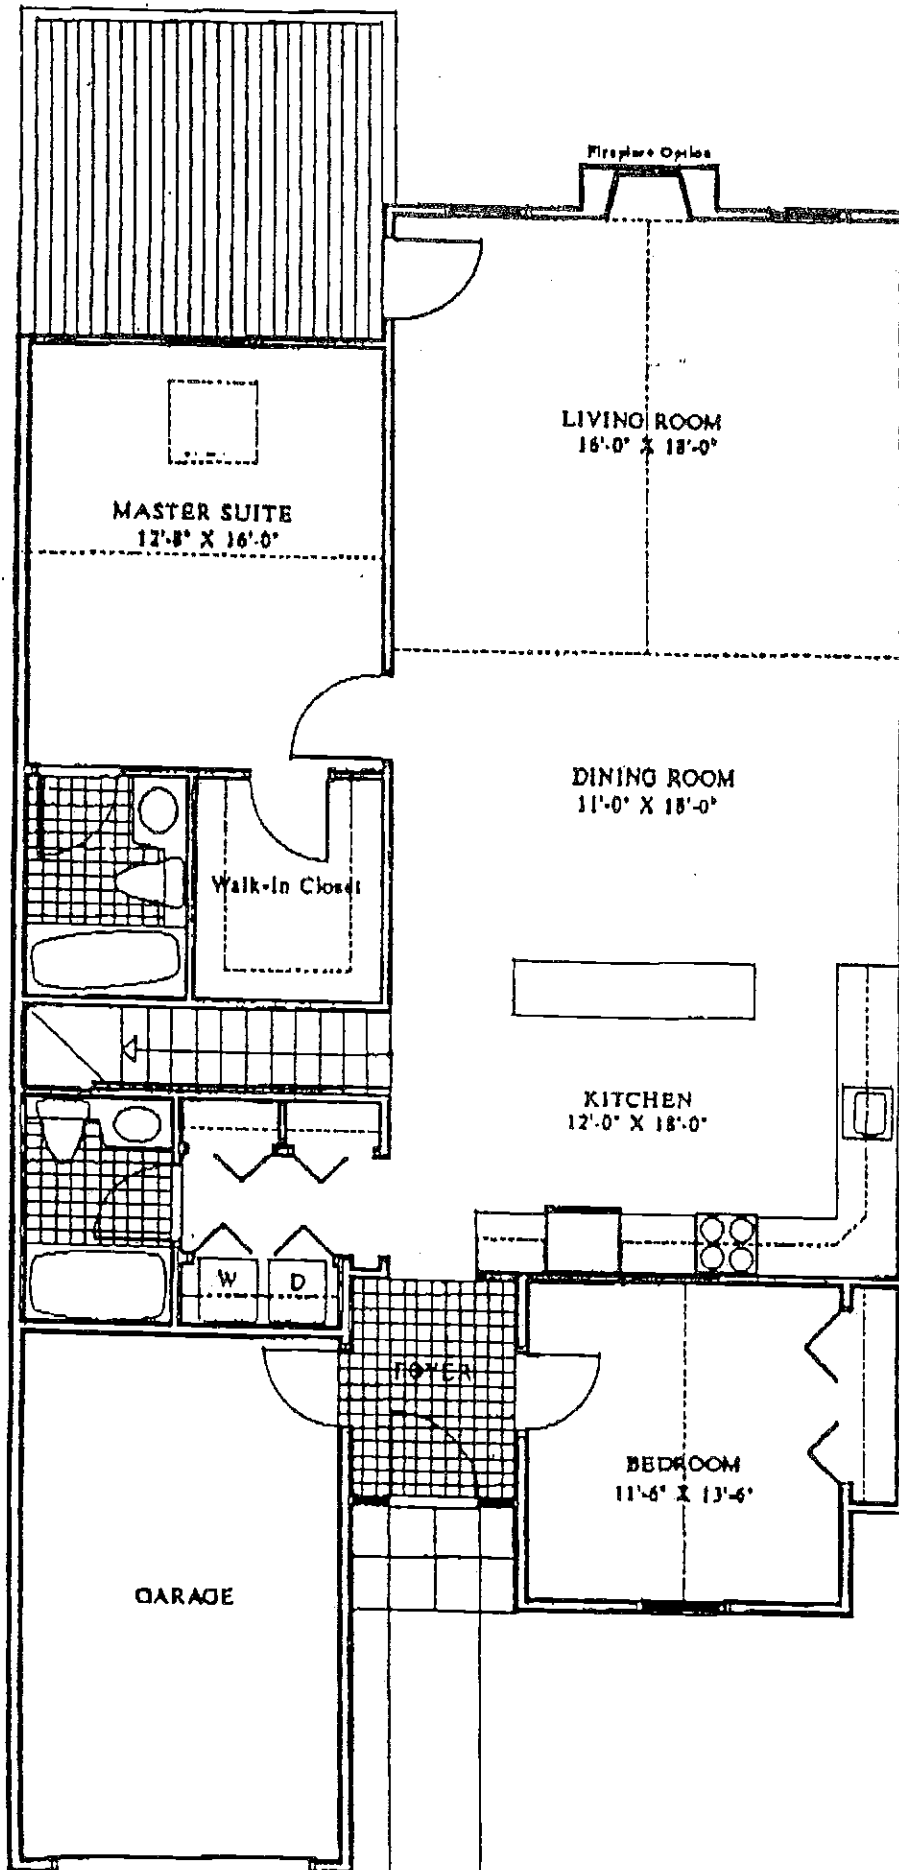 Fireplace Option
LIVING ROOM
16'-0" X 18'-0"
MASTER SUITE
12'-8" X 16'-0"
DINING ROOM
11'-0" X 18'-0"
Walk-In Closet
KITCHEN
12'-0" X 18'-0"
W
D
FOYER
BEDROOM
11'-6" X 13'-6"
GARAGE